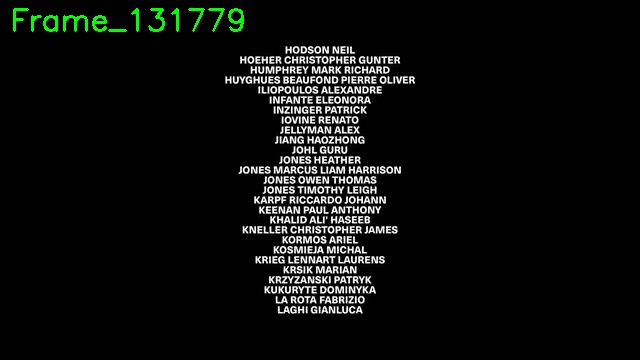 Frame_131779
HODSON NEIL
HOEHER CHRISTOPHER GUNTER
HUMPHREY MARK RICHARD
HUYGHUES BEAUFOND PIERRE OLIVER
ILIOPOULOS ALEXANDRE
INFANTE ELEONORA
INZINGER PATRICK
IOVINE RENATO
JELLYMAN ALEX
JIANG HAOZHONG
JOHL GURU
JONES HEATHER
JONES MARCUS LIAM HARRISON
JONES OWEN THOMAS
JONES TIMOTHY LEIGH
KARPF RICCARDO JOHANN
KEENAN PAUL ANTHONY
KHALID ALI' HASEEB
KNELLER CHRISTOPHER JAMES
KORMOS ARIEL
KOSMIEJA MICHAL
KRIEG LENNART LAURENS
KRSIK MARIAN
KRZYZANSKI PATRYK
KUKURYTE DOMINYKA
LA ROTA FABRIZIO
LAGHI GIANLUCA